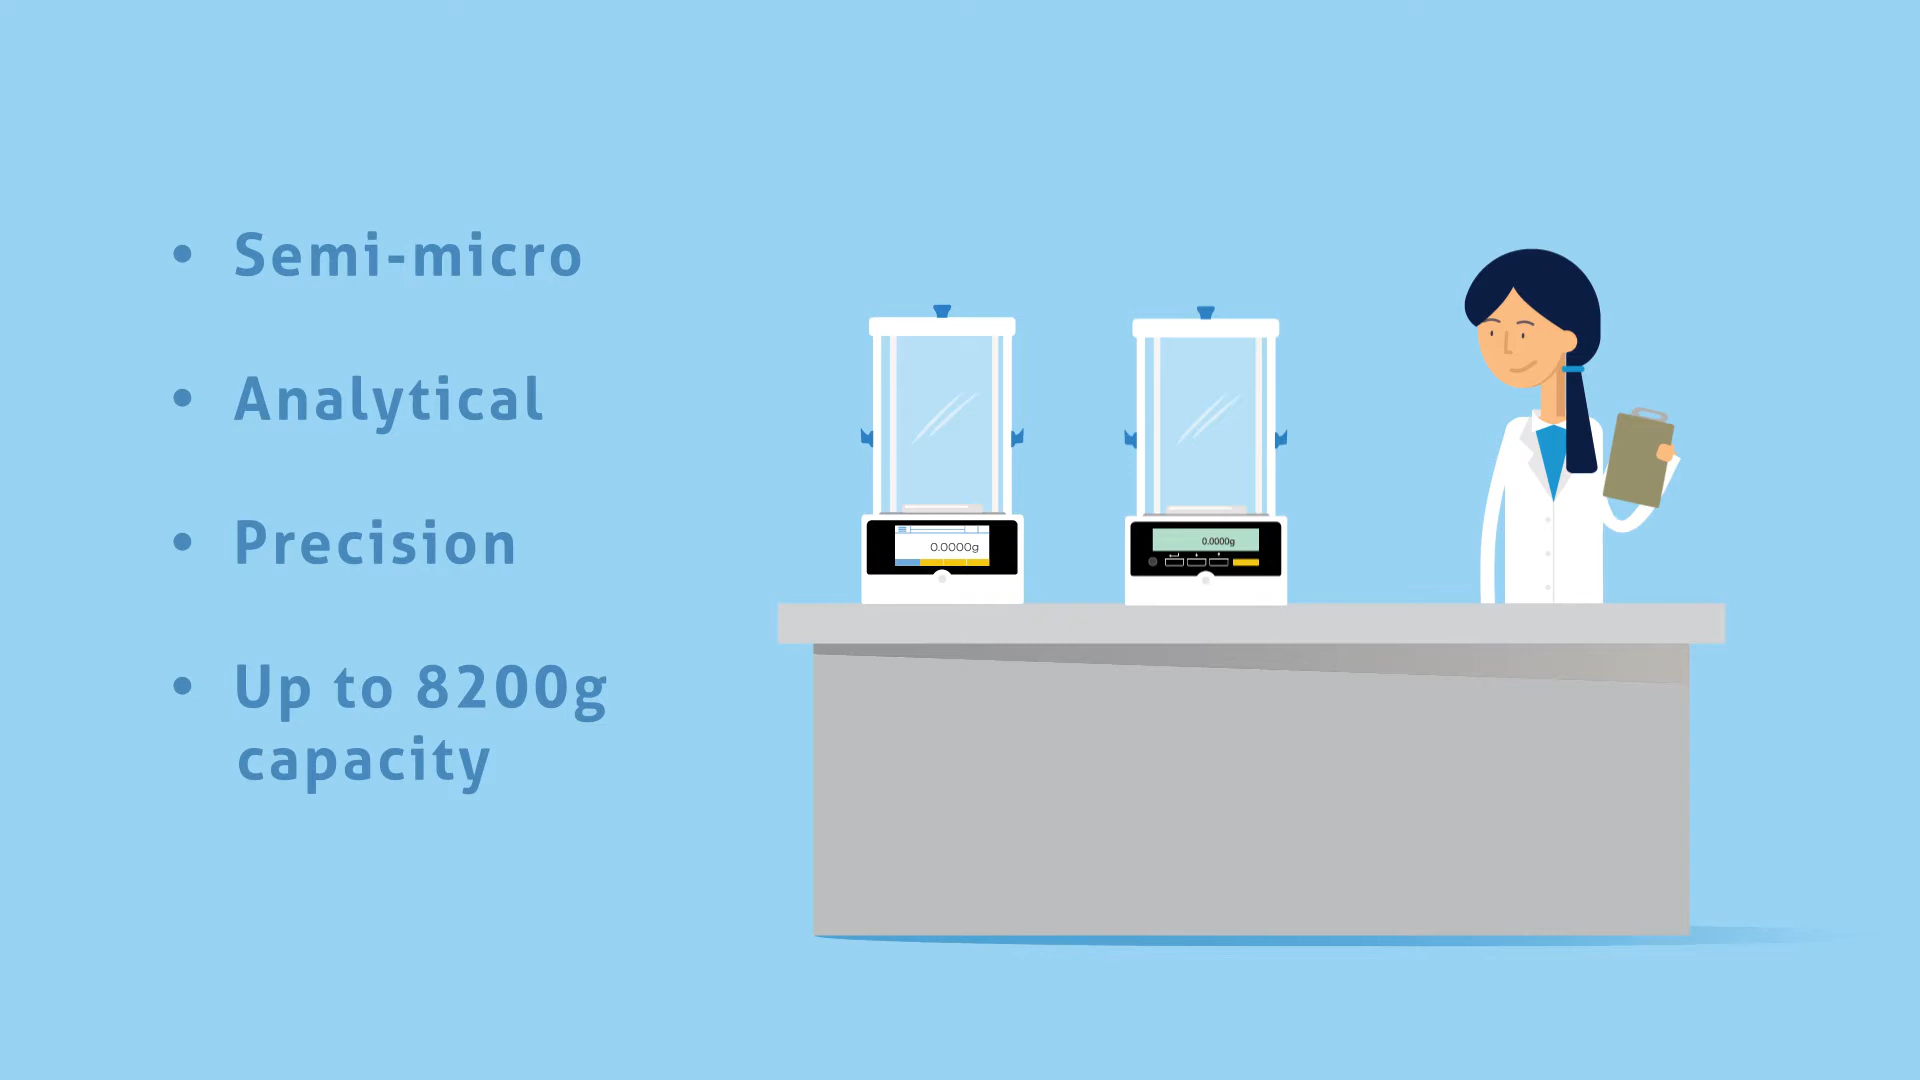 • Semi-micro
• Analytical
• Precision
• Up to 8200g
capacity
0.0000g
0.0000g